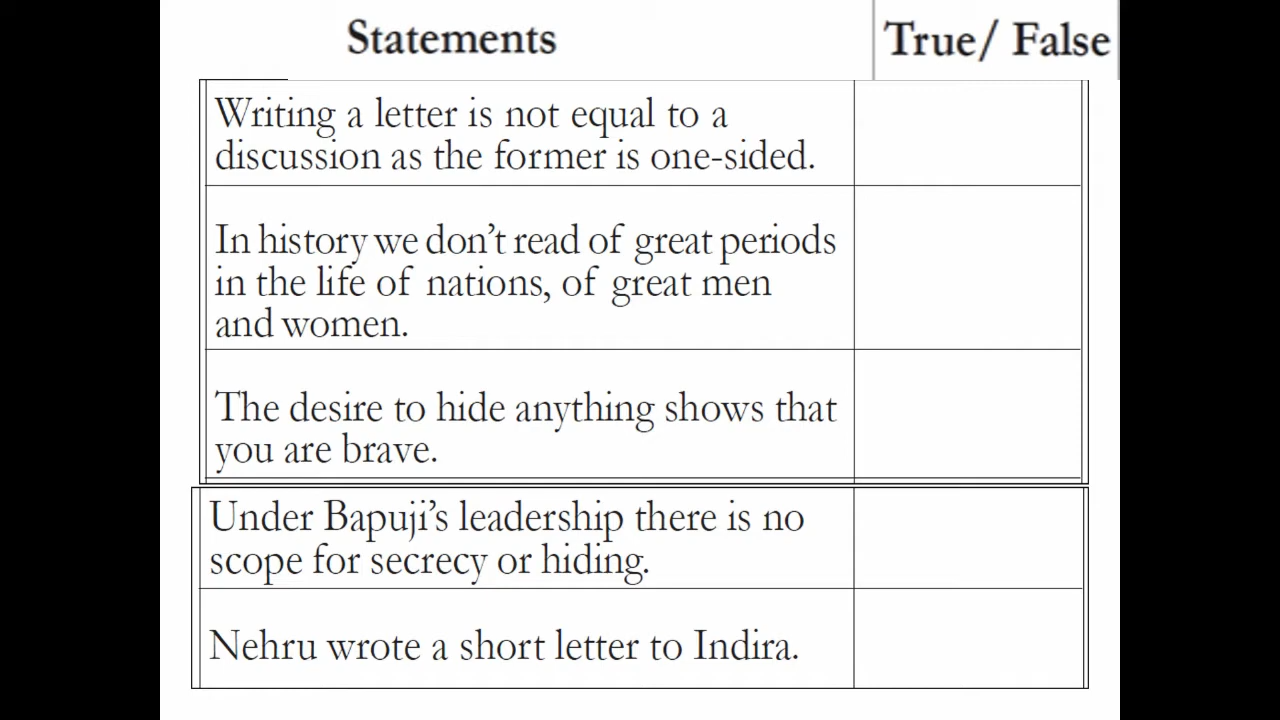 Statements True/ False
Writing a letter is not equal to a
discussion as the former is one-sided.
In history we don't read of great periods
in the life of nations, of great men
and women.
The desire to hide anything shows that
you are brave.
Under Bapuji's leadership there is no
scope for secrecy or hiding.
Nehru wrote a short letter to Indira.